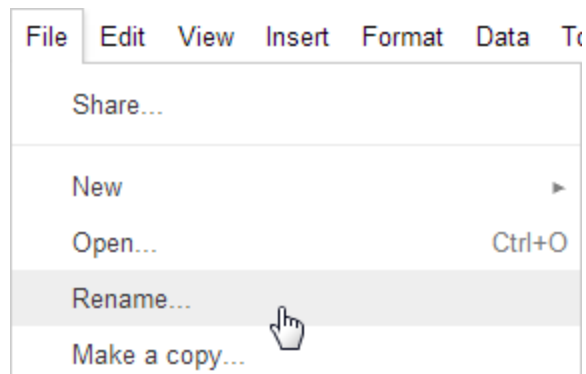 File Edit View Insert Format Data
Share...
New
Open... Ctrl+O
Rename...
Make a copy...